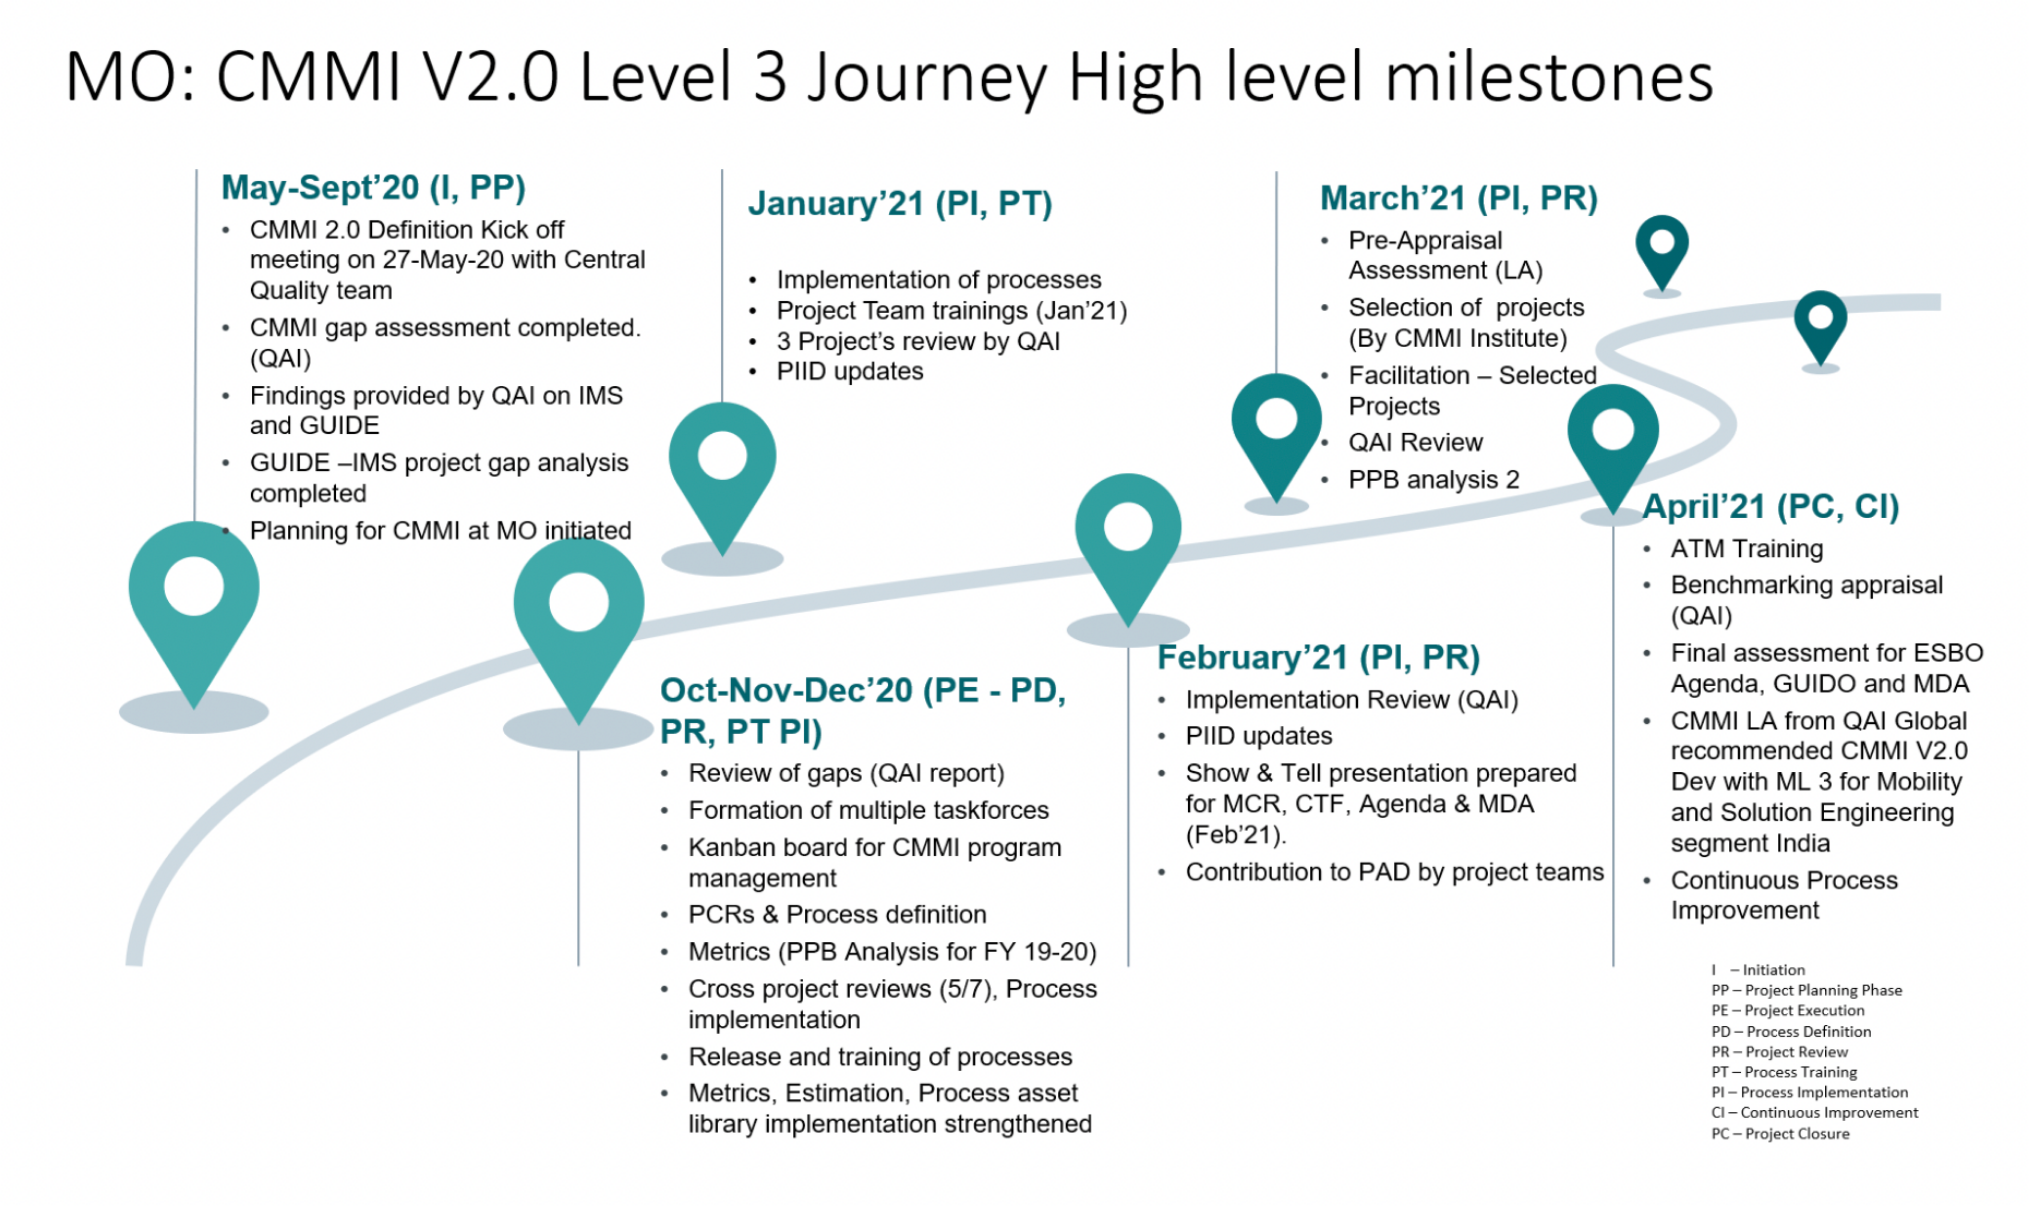 MO: CMMI V2.0 Level 3 Journey High level milestones
May-Sept’20 (I, PP)
• CMMI 2.0 Definition Kick off
meeting on 27-May-20 with Central
Quality team
• CMMI gap assessment completed.
(QAI)
• Findings provided by QAI on IMS
and GUIDE
• GUIDE –IMS project gap analysis
completed
• Planning for CMMI at MO initiated
Oct-Nov-Dec’20 (PE - PD,
PR, PT PI)
• Review of gaps (QAI report)
• Formation of multiple taskforces
• Kanban board for CMMI program
management
• PCRs & Process definition
• Metrics (PPB Analysis for FY 19-20)
• Cross project reviews (5/7), Process
implementation
• Release and training of processes
• Metrics, Estimation, Process asset
library implementation strengthened
January’21 (PI, PT)
• Implementation of processes
• Project Team trainings (Jan’21)
• 3 Project’s review by QAI
• PIID updates
February’21 (PI, PR)
• Implementation Review (QAI)
• PIID updates
• Show & Tell presentation prepared
for MCR, CTF, Agenda & MDA
(Feb’21).
• Contribution to PAD by project teams
March’21 (PI, PR)
• Pre-Appraisal
Assessment (LA)
• Selection of projects
(By CMMI Institute)
• Facilitation – Selected
Projects
• QAI Review
• PPB analysis 2
April’21 (PC, CI)
• ATM Training
• Benchmarking appraisal
(QAI)
• Final assessment for ESBO
Agenda, GUIDO and MDA
• CMMI LA from QAI Global
recommended CMMI V2.0
Dev with ML 3 for Mobility
and Solution Engineering
segment India
• Continuous Process
Improvement
I – Initiation
PP – Project Planning Phase
PE – Project Execution
PD – Process Definition
PR – Project Review
PT – Process Training
PI – Process Implementation
CI – Continuous Improvement
PC – Project Closure